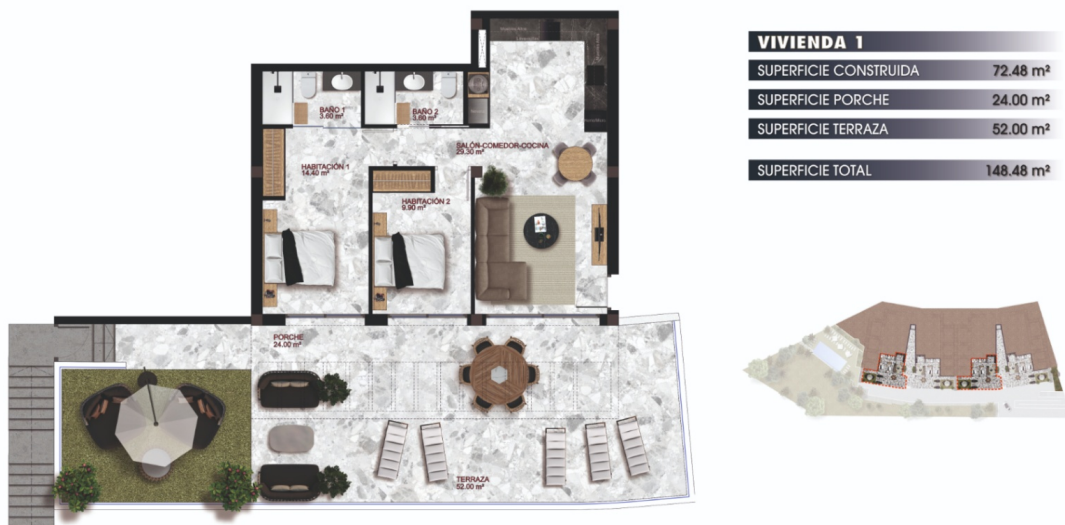 BAÑO 1
3.60 m²
BAÑO 2
3.60 m²
SALÓN-COMEDOR-COCINA
29.30 m²
HABITACIÓN 1
14.40 m²
HABITACIÓN 2
9.90 m²
PORCHE
24.00 m²
TERRAZA
52.00 m²
VIVIENDA 1
SUPERFICIE CONSTRUIDA 72.48 m²
SUPERFICIE PORCHE 24.00 m²
SUPERFICIE TERRAZA 52.00 m²
SUPERFICIE TOTAL 148.48 m²